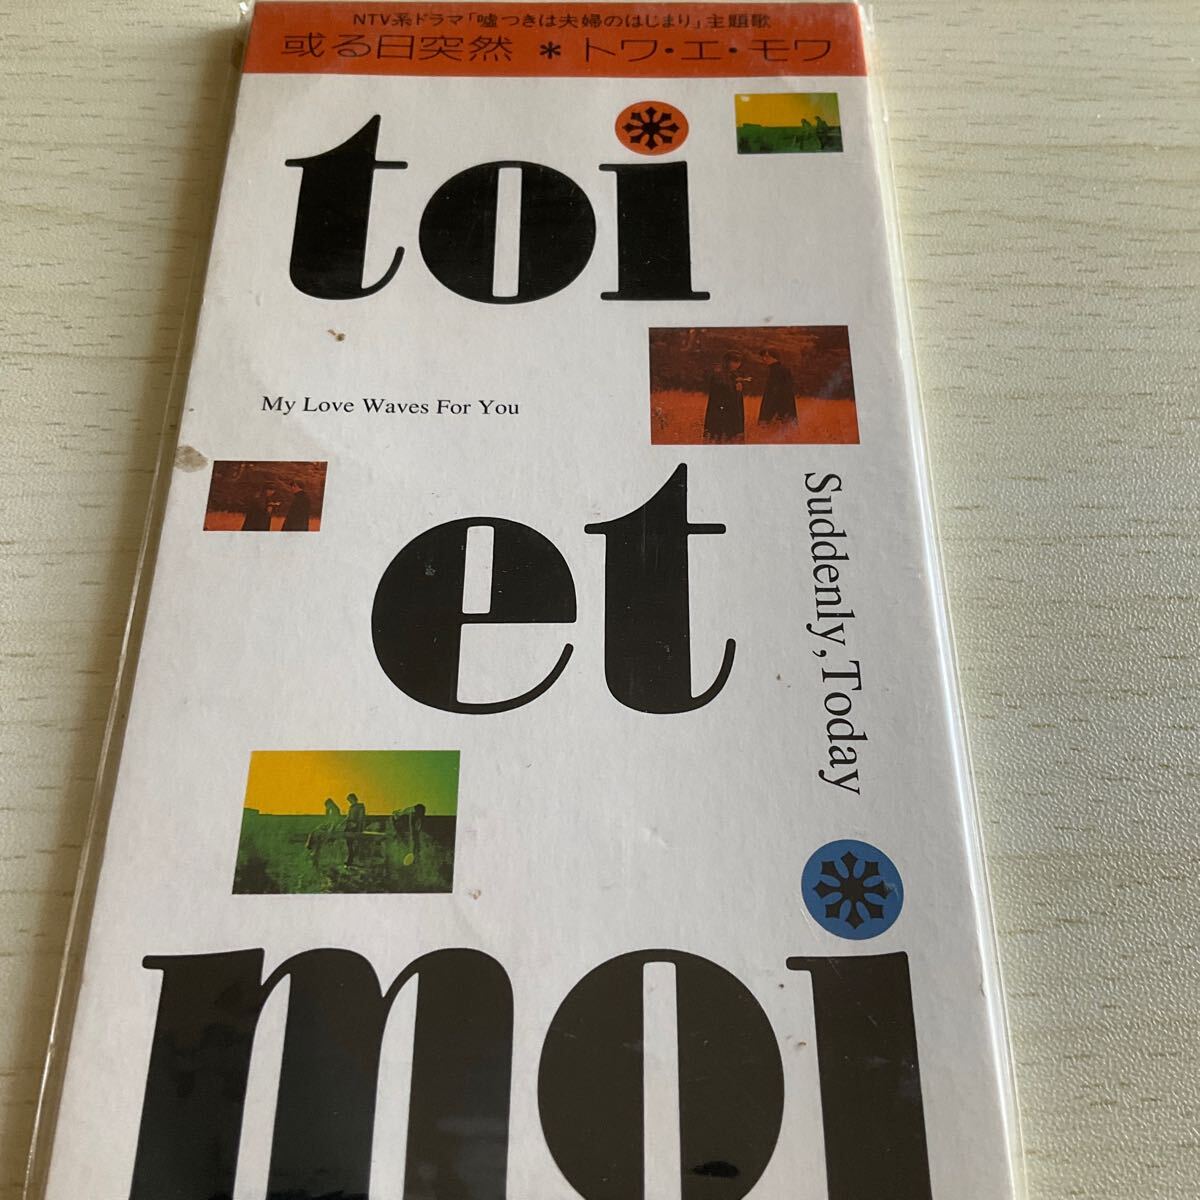 NTV系ドラマ「嘘つきは夫婦のはじまり」主題歌
或る日突然 * トワ・エ・モワ
toi
My Love Waves For You
et
Suddenly, Today
moi